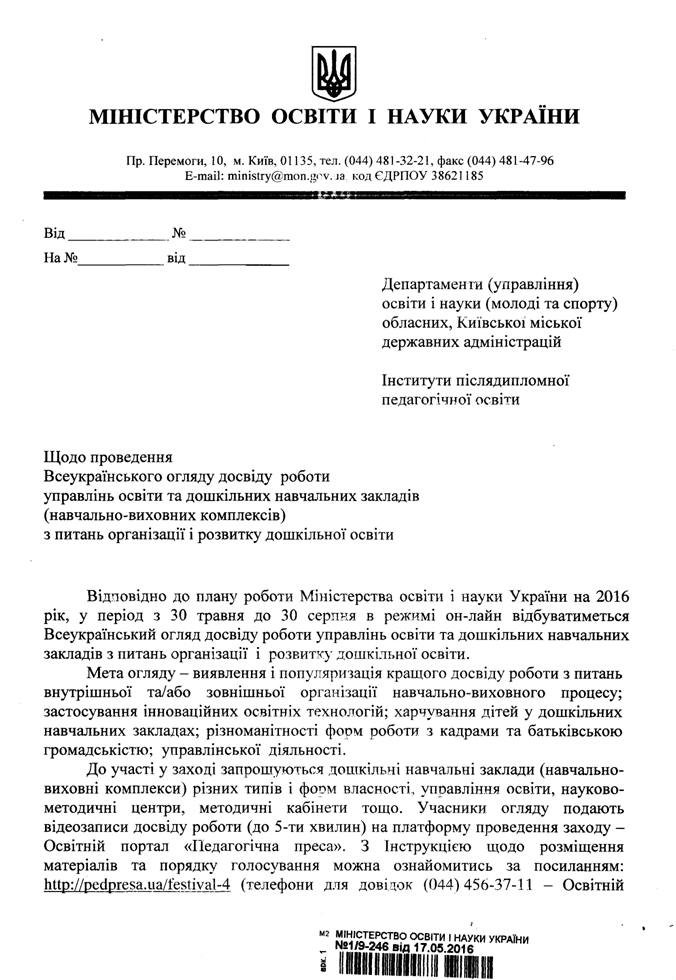 МІНІСТЕРСТВО ОСВІТИ І НАУКИ УКРАЇНИ
Пр. Перемоги, 10, м. Київ, 01135, тел. (044) 481-32-21, факс (044) 481-47-96
E-mail: ministry@mon.gov.ua, код ЄДРПОУ 38621185
Від ____________ № ____________
На №__________ від ____________
Департаменти (управління)
освіти і науки (молоді та спорту)
обласних, Київської міської
державних адміністрацій
Інститути післядипломної
педагогічної освіти
Щодо проведення
Всеукраїнського огляду досвіду роботи
управлінь освіти та дошкільних навчальних закладів
(навчально-виховних комплексів)
з питань організації і розвитку дошкільної освіти
Відповідно до плану роботи Міністерства освіти і науки України на 2016
рік, у період з 30 травня до 30 серпня в режимі он-лайн відбуватиметься
Всеукраїнський огляд досвіду роботи управлінь освіти та дошкільних навчальних
закладів з питань організації і розвитку дошкільної освіти.
Мета огляду – виявлення і популяризація кращого досвіду роботи з питань
внутрішньої та/або зовнішньої організації навчально-виховного процесу;
застосування інноваційних освітніх технологій; харчування дітей у дошкільних
навчальних закладах; різноманітності форм роботи з кадрами та батьківською
громадськістю; управлінської діяльності.
До участі у заході запрошуються дошкільні навчальні заклади (навчально-
виховні комплекси) різних типів і форм власності, управління освіти, науково-
методичні центри, методичні кабінети тощо. Учасники огляду подають
відеозаписи досвіду роботи (до 5-ти хвилин) на платформу проведення заходу –
Освітній портал «Педагогічна преса». З Інструкцією щодо розміщення
матеріалів та порядку голосування можна ознайомитись за посиланням:
http://pedpresa.ua/festival-4 (телефони для довідок (044) 456-37-11 – Освітній
М2 МІНІСТЕРСТВО ОСВІТИ І НАУКИ УКРАЇНИ
№1/9-246 від 17.05.2016
вдк. 1